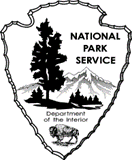 NATIONAL
PARK
SERVICE
Department
of the Interior